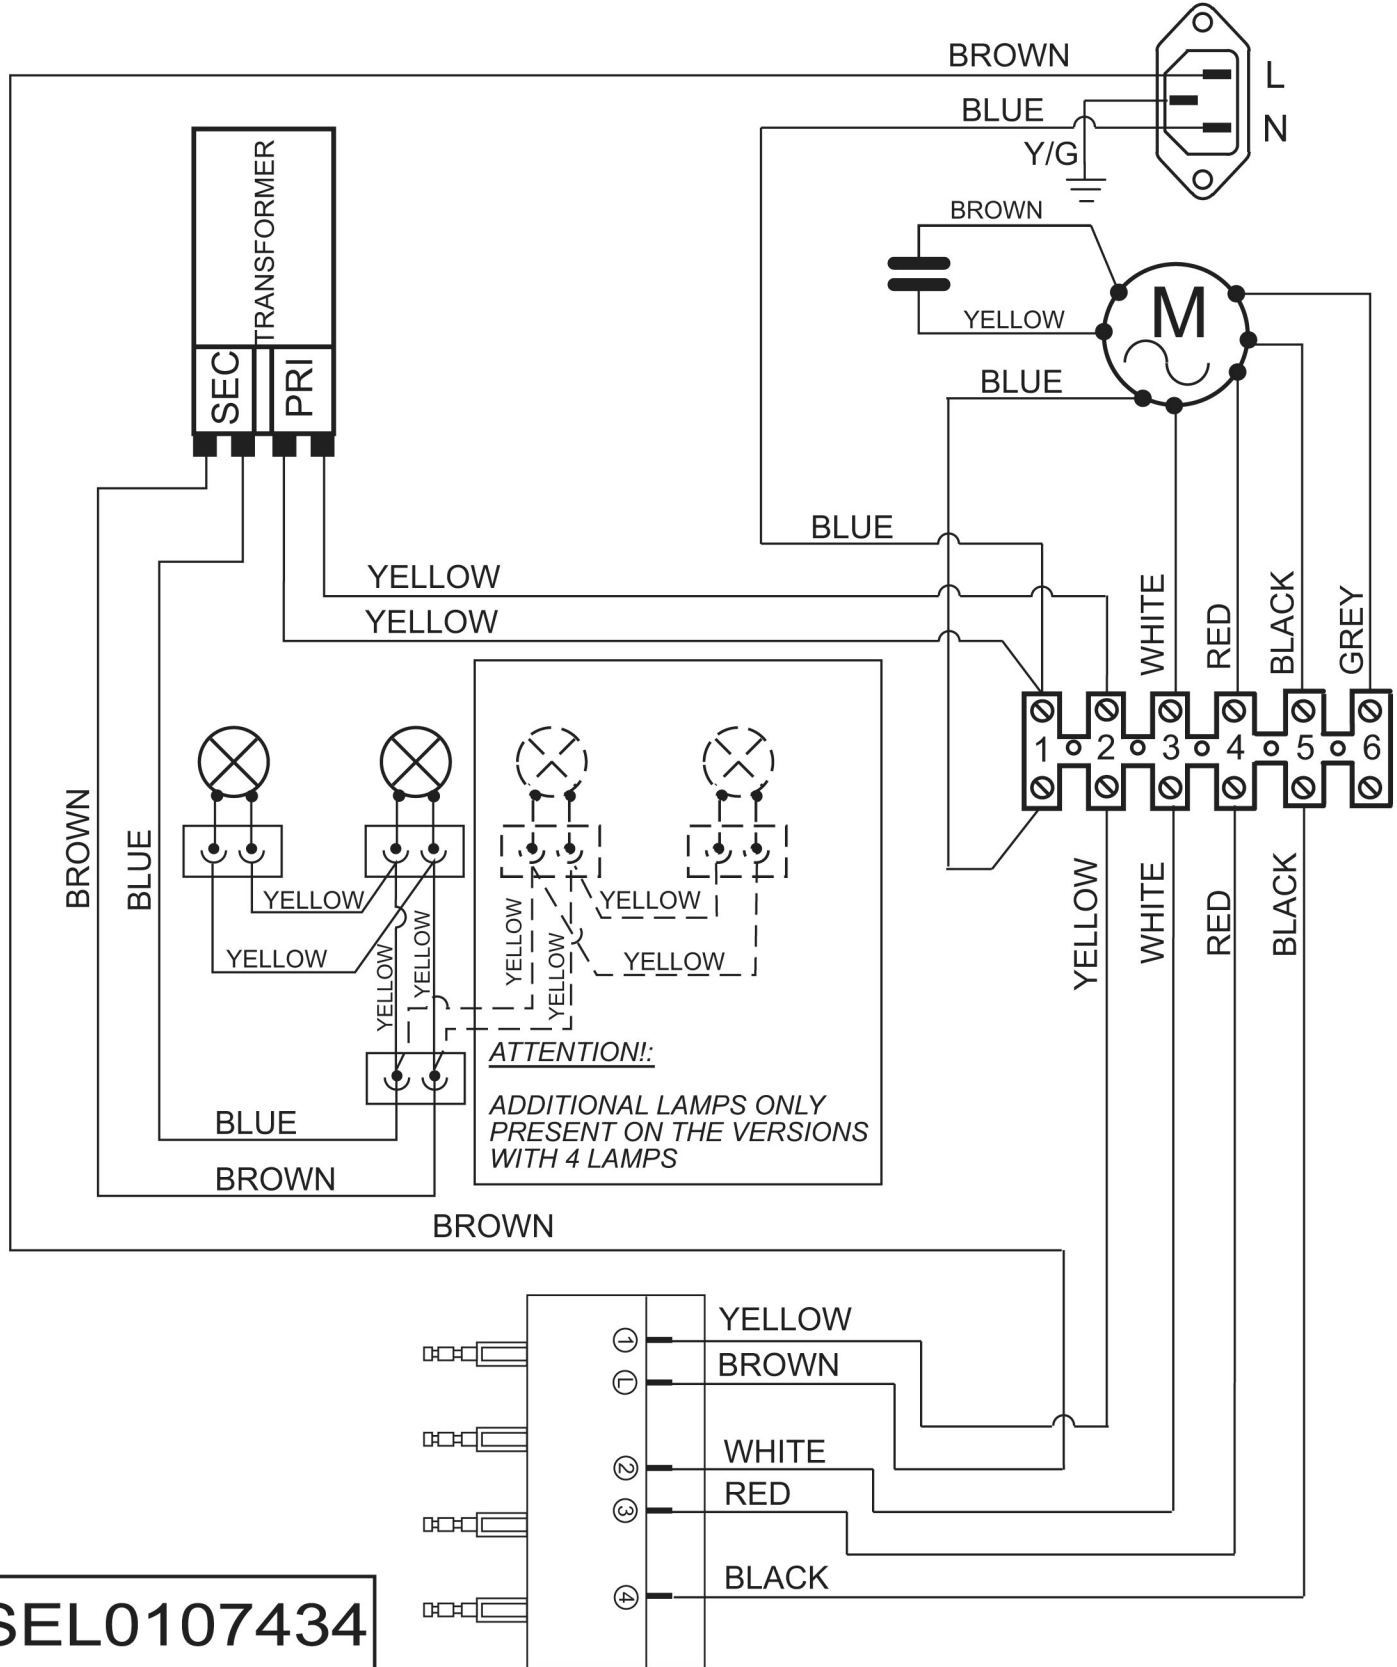 BROWN
L
BLUE
N
Y/G
TRANSFORMER
BROWN
M
YELLOW
SEC
PRI
BLUE
BLUE
YELLOW
YELLOW
WHITE
RED
BLACK
GREY
1
2
3
4
5
6
BROWN
BLUE
YELLOW
YELLOW
YELLOW
YELLOW
YELLOW
YELLOW
YELLOW
YELLOW
YELLOW
WHITE
RED
BLACK
ATTENTION!:
ADDITIONAL LAMPS ONLY
PRESENT ON THE VERSIONS
WITH 4 LAMPS
BLUE
BROWN
BROWN
1
YELLOW
L
BROWN
2
WHITE
3
RED
4
BLACK
SEL0107434